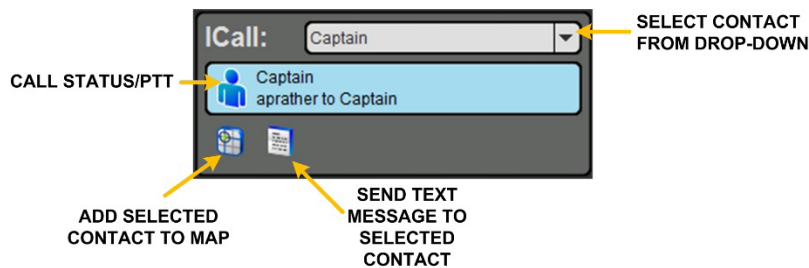 SELECT CONTACT
FROM DROP-DOWN
ICall:
Captain
CALL STATUS/PTT
Captain
aprather to Captain
ADD SELECTED
CONTACT TO MAP
SEND TEXT
MESSAGE TO
SELECTED
CONTACT